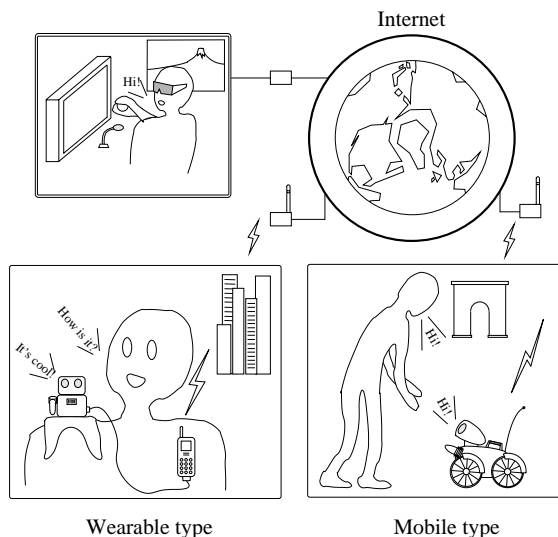 Internet
Hi!
How is it?
It's cool!
Hi!
Hi!
Wearable type
Mobile type